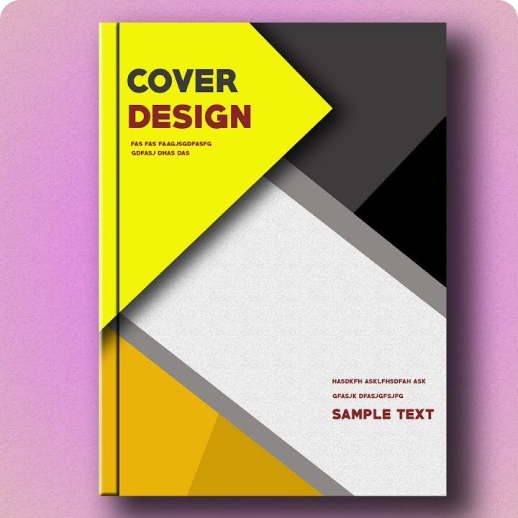 COVER
DESIGN
FAS FAS FAAGJSGDFASFG
GDFASJ DHAS DAS
HASDKFH ASKLFHSDFAH ASK
GFASJK DFASJGFSJFG
SAMPLE TEXT